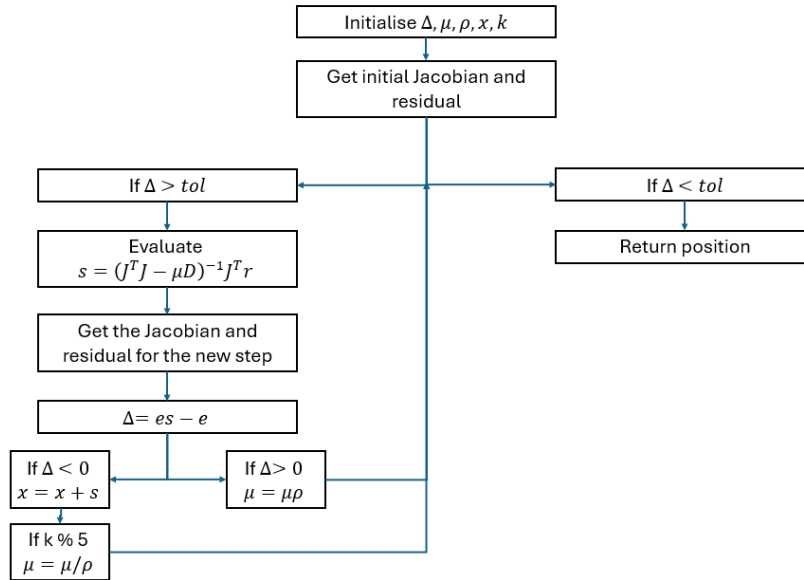 Initialise Δ, μ, ρ, x, k
Get initial Jacobian and
residual
If Δ > tol
If Δ < tol
Evaluate
s = (JᵀJ − μD)⁻¹Jᵀr
Return position
Get the Jacobian and
residual for the new step
Δ= es − e
If Δ < 0
x = x + s
If Δ> 0
μ = μρ
If k % 5
μ = μ/ρ